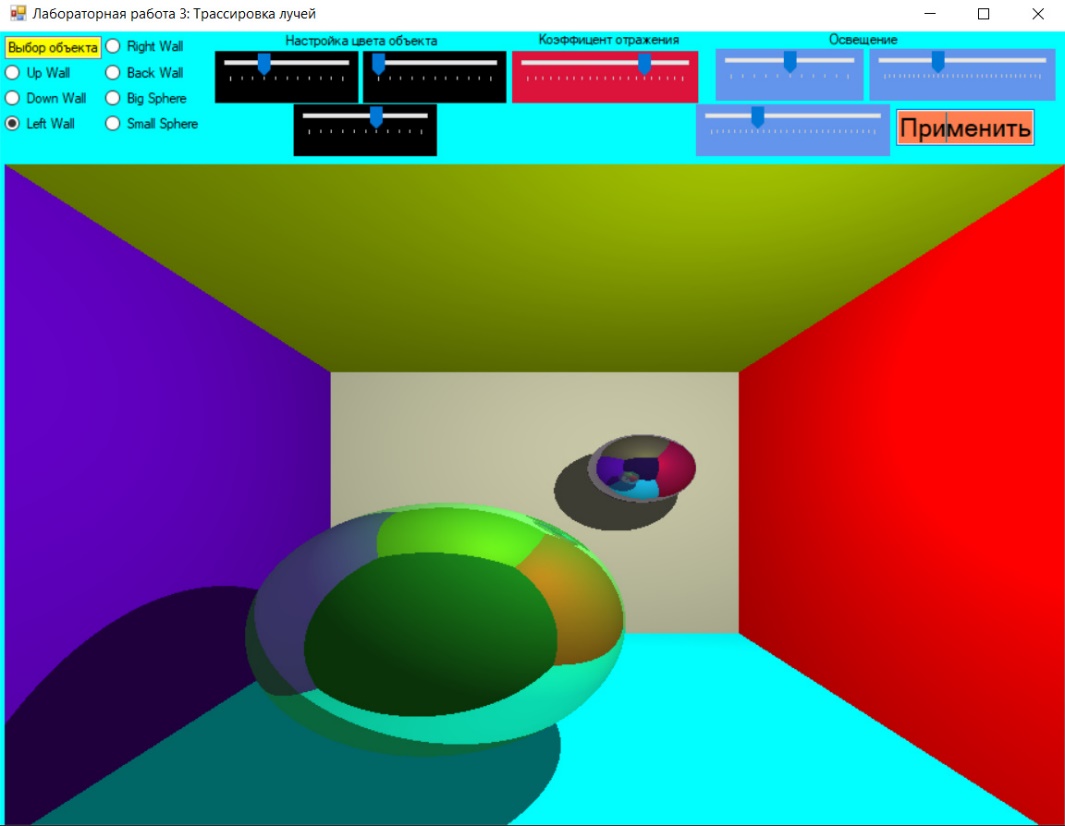 Лабораторная работа 3: Трассировка лучей
Выбор объекта
Up Wall
Down Wall
Left Wall
Right Wall
Back Wall
Big Sphere
Small Sphere
Настройка цвета объекта
Коэффицент отражения
Освещение
Применить